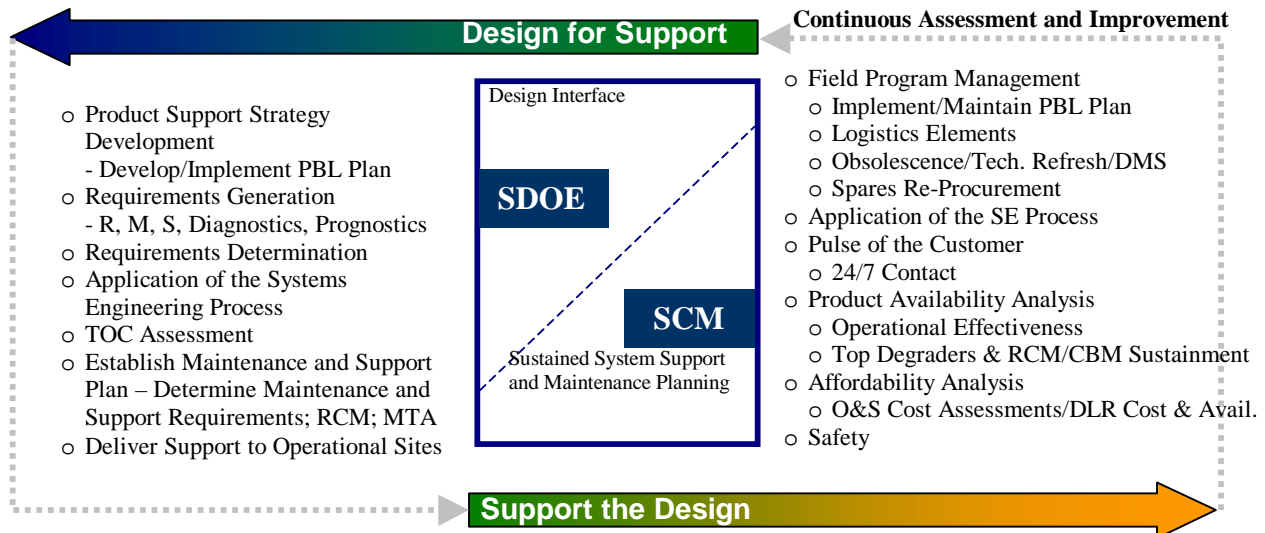 Design for Support
Continuous Assessment and Improvement
o Product Support Strategy
Development
- Develop/Implement PBL Plan
o Requirements Generation
- R, M, S, Diagnostics, Prognostics
o Requirements Determination
o Application of the Systems
Engineering Process
o TOC Assessment
o Establish Maintenance and Support
Plan – Determine Maintenance and
Support Requirements; RCM; MTA
o Deliver Support to Operational Sites
Design Interface
SDOE
SCM
Sustained System Support
and Maintenance Planning
o Field Program Management
o Implement/Maintain PBL Plan
o Logistics Elements
o Obsolescence/Tech. Refresh/DMS
o Spares Re-Procurement
o Application of the SE Process
o Pulse of the Customer
o 24/7 Contact
o Product Availability Analysis
o Operational Effectiveness
o Top Degraders & RCM/CBM Sustainment
o Affordability Analysis
o O&S Cost Assessments/DLR Cost & Avail.
o Safety
Support the Design